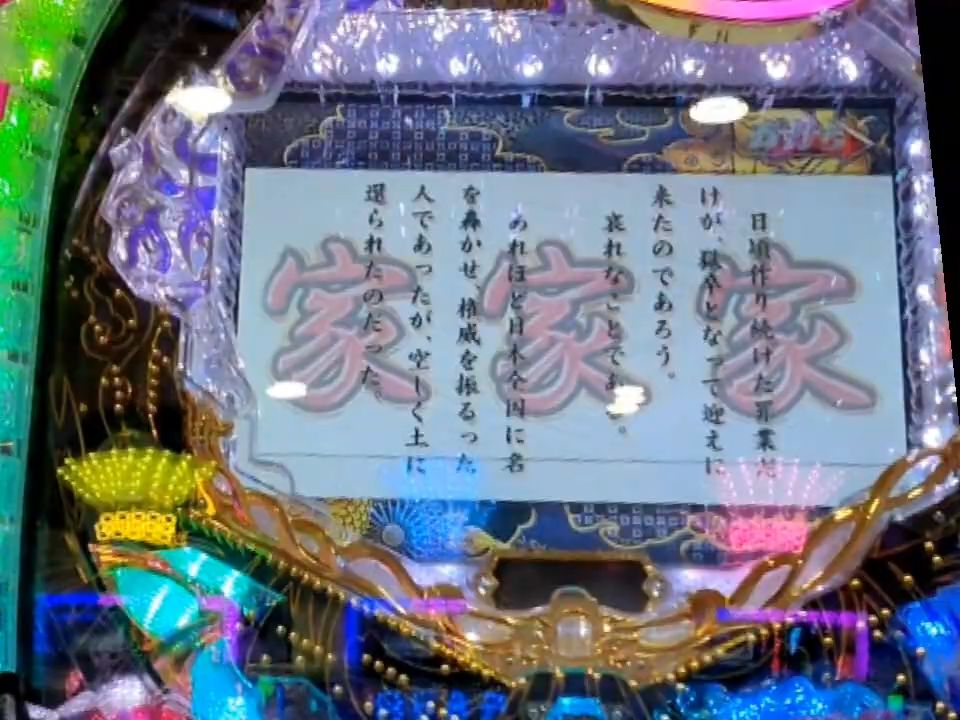 日頃作り続けた罪業だ
けが、獄卒となって迎えに
来たのであろう。
哀れなことである。
あれほど日本全国に名
を轟かせ、権威を振るった
人であったが、空しく土に
還られたのだった。
家 家 家